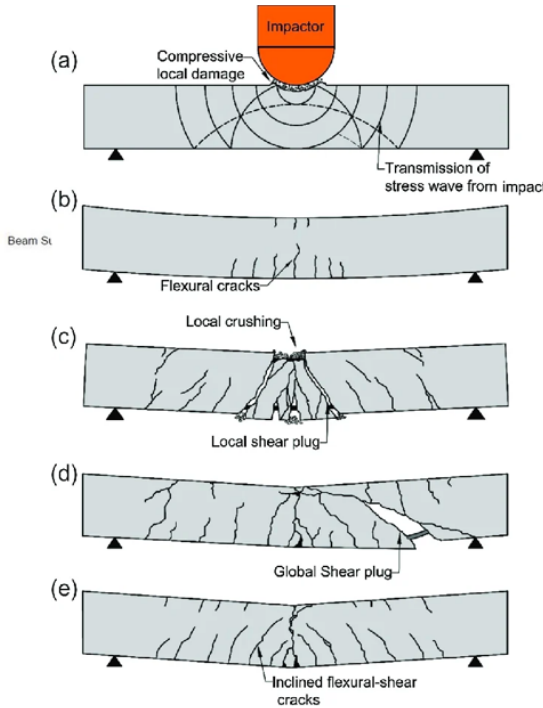 Impactor
(a)
Compressive
local damage
Transmission of
stress wave from impact
(b)
Beam Su
Flexural cracks
(c)
Local crushing
Local shear plug
(d)
Global Shear plug
(e)
Inclined flexural-shear
cracks